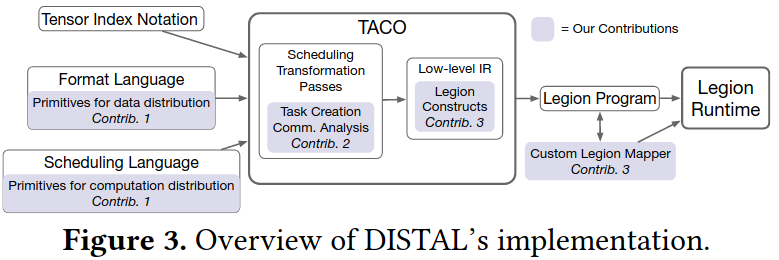 Tensor Index Notation
Format Language
Primitives for data distribution
Contrib. 1
Scheduling Language
Primitives for computation distribution
Contrib. 1
TACO
Scheduling
Transformation
Passes
Task Creation
Comm. Analysis
Contrib. 2
Low-level IR
Legion
Constructs
Contrib. 3
= Our Contributions
Legion Program
Custom Legion Mapper
Contrib. 3
Legion
Runtime
Figure 3. Overview of DISTAL's implementation.